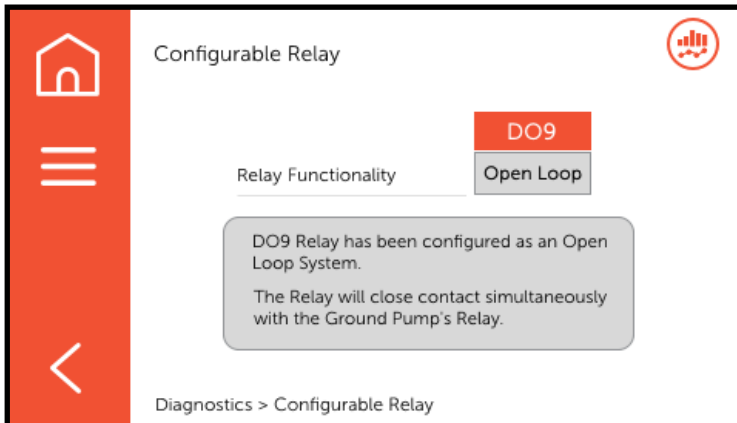 Configurable Relay
DO9
Relay Functionality
Open Loop
DO9 Relay has been configured as an Open
Loop System.
The Relay will close contact simultaneously
with the Ground Pump's Relay.
Diagnostics > Configurable Relay